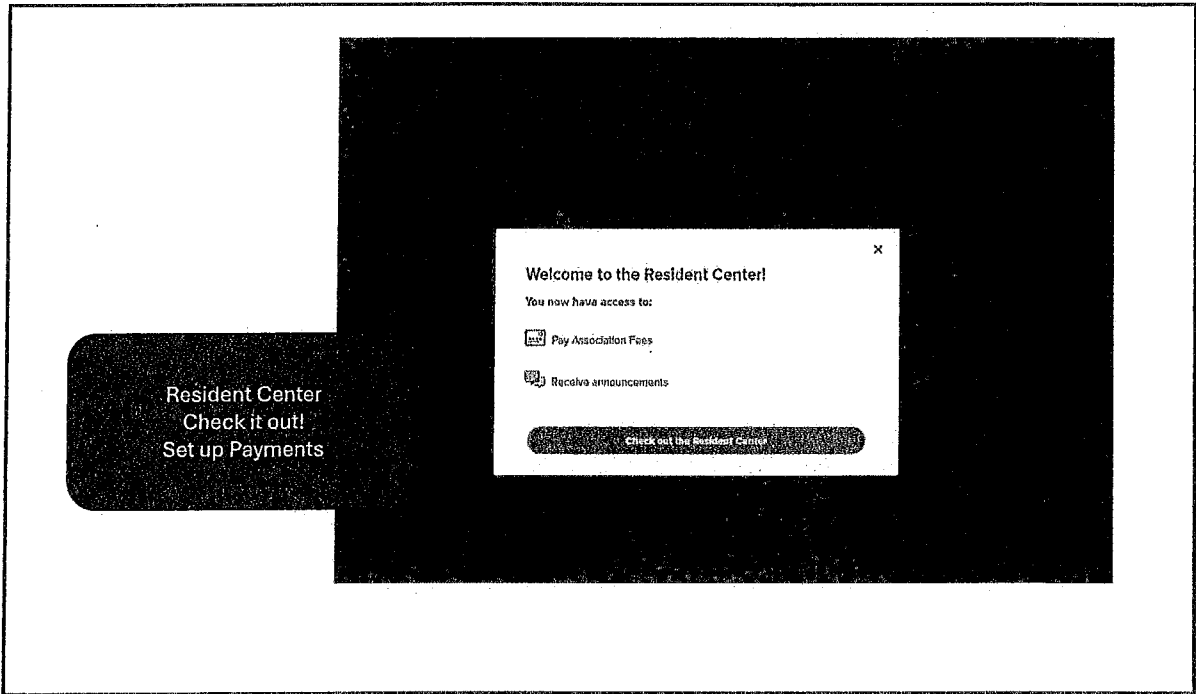 Resident Center
Check it out!
Set up Payments
×
Welcome to the Resident Center!
You now have access to:
Pay Association Fees
Receive announcements
Check out the Resident Center